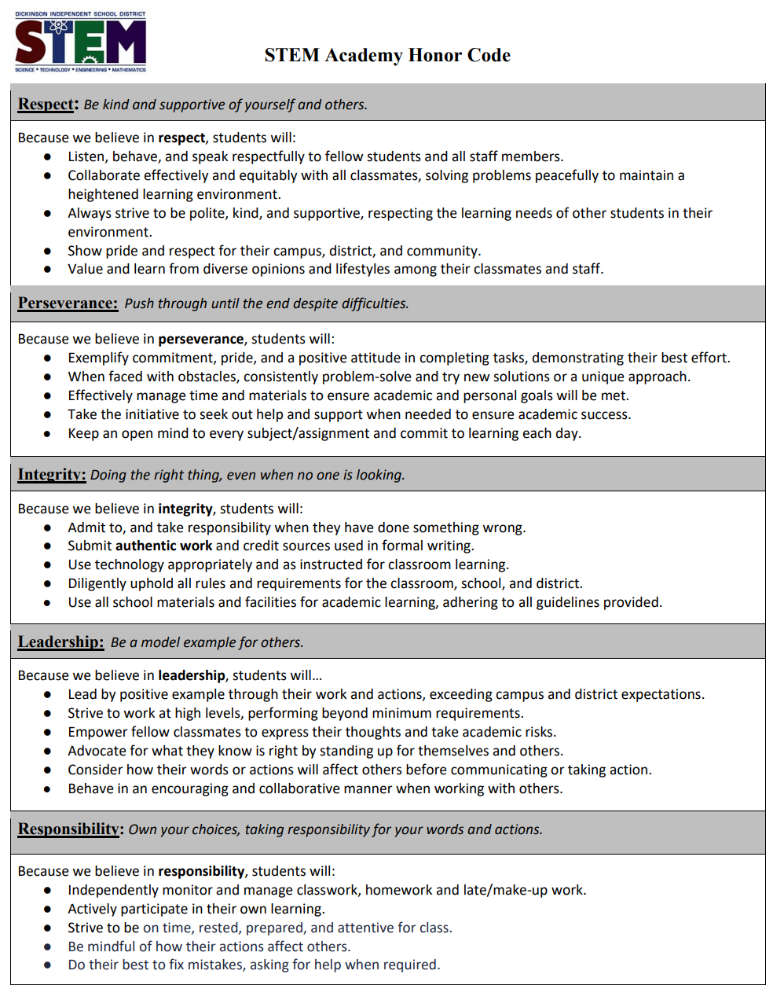 DICKINSON INDEPENDENT SCHOOL DISTRICT
STEM
SCIENCE • TECHNOLOGY • ENGINEERING • MATHEMATICS
STEM Academy Honor Code
Respect: Be kind and supportive of yourself and others.
Because we believe in respect, students will:
● Listen, behave, and speak respectfully to fellow students and all staff members.
● Collaborate effectively and equitably with all classmates, solving problems peacefully to maintain a
heightened learning environment.
● Always strive to be polite, kind, and supportive, respecting the learning needs of other students in their
environment.
● Show pride and respect for their campus, district, and community.
● Value and learn from diverse opinions and lifestyles among their classmates and staff.
Perseverance: Push through until the end despite difficulties.
Because we believe in perseverance, students will:
● Exemplify commitment, pride, and a positive attitude in completing tasks, demonstrating their best effort.
● When faced with obstacles, consistently problem-solve and try new solutions or a unique approach.
● Effectively manage time and materials to ensure academic and personal goals will be met.
● Take the initiative to seek out help and support when needed to ensure academic success.
● Keep an open mind to every subject/assignment and commit to learning each day.
Integrity: Doing the right thing, even when no one is looking.
Because we believe in integrity, students will:
● Admit to, and take responsibility when they have done something wrong.
● Submit authentic work and credit sources used in formal writing.
● Use technology appropriately and as instructed for classroom learning.
● Diligently uphold all rules and requirements for the classroom, school, and district.
● Use all school materials and facilities for academic learning, adhering to all guidelines provided.
Leadership: Be a model example for others.
Because we believe in leadership, students will…
● Lead by positive example through their work and actions, exceeding campus and district expectations.
● Strive to work at high levels, performing beyond minimum requirements.
● Empower fellow classmates to express their thoughts and take academic risks.
● Advocate for what they know is right by standing up for themselves and others.
● Consider how their words or actions will affect others before communicating or taking action.
● Behave in an encouraging and collaborative manner when working with others.
Responsibility: Own your choices, taking responsibility for your words and actions.
Because we believe in responsibility, students will:
● Independently monitor and manage classwork, homework and late/make-up work.
● Actively participate in their own learning.
● Strive to be on time, rested, prepared, and attentive for class.
● Be mindful of how their actions affect others.
● Do their best to fix mistakes, asking for help when required.